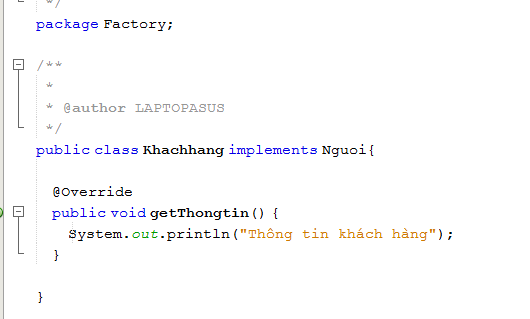 */
package Factory;
/**
*
* @author LAPTOPASUS
*/
public class Khachhang implements Nguoi{
@Override
public void getThongtin() {
System.out.println("Thông tin khách hàng");
}
}